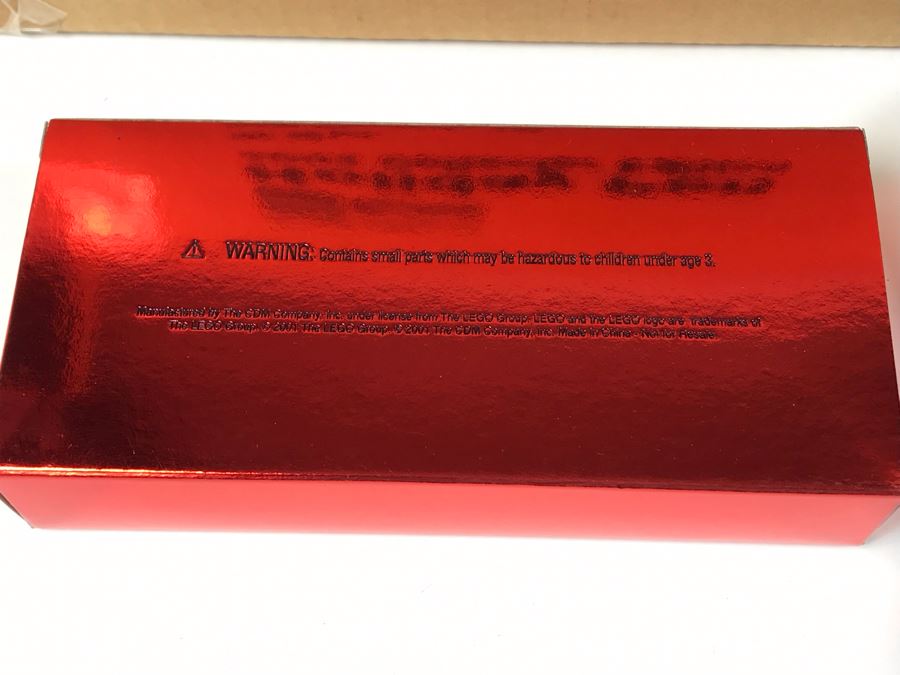 WARNING: Contains small parts which may be hazardous to children under age 3.
Manufactured by The CDM Company, Inc. under license from The LEGO Group. LEGO and the LEGO logo are trademarks of
The LEGO Group. © 2001 The LEGO Group. © 2001 The CDM Company, Inc. Made in China - Not for Resale.